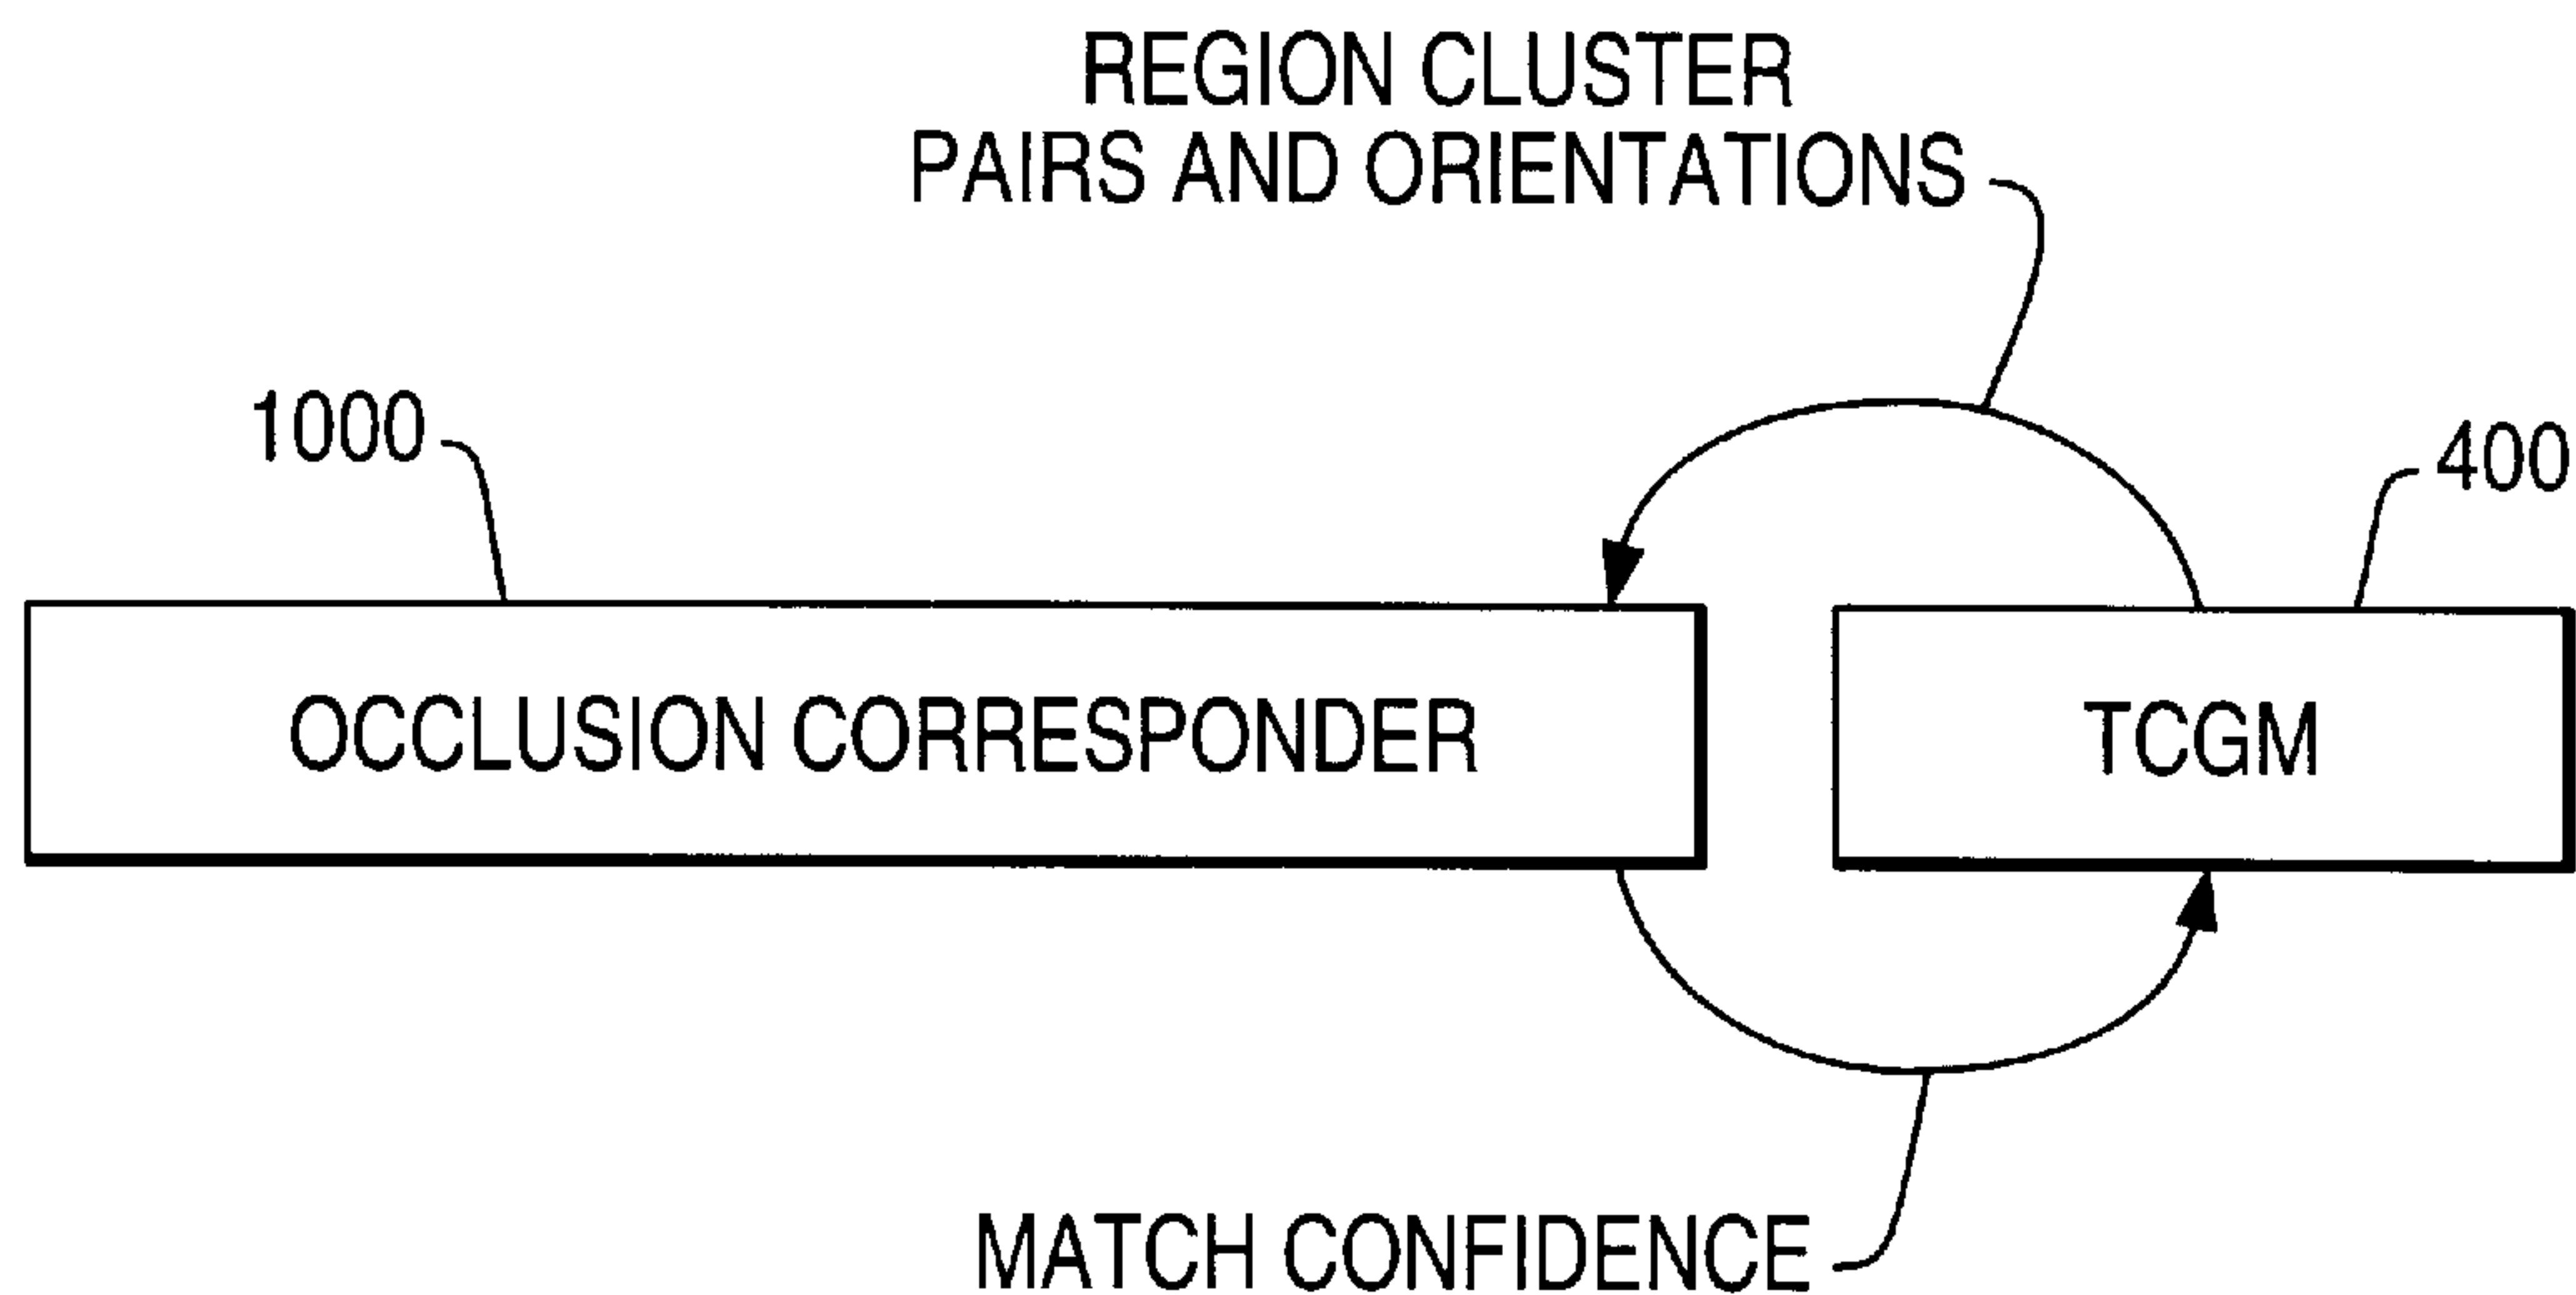 REGION CLUSTER
PAIRS AND ORIENTATIONS
1000
400
OCCLUSION CORRESPONDER
TCGM
MATCH CONFIDENCE